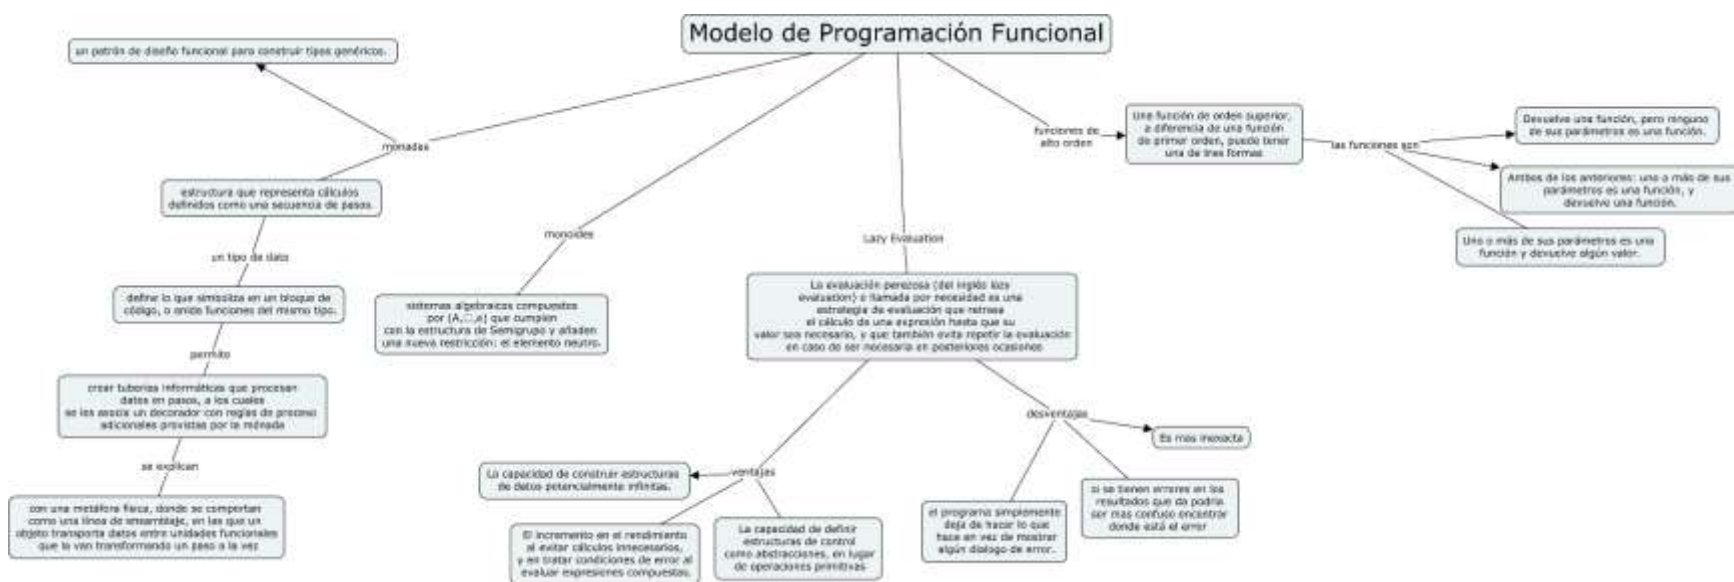 Modelo de Programación Funcional
un patrón de diseño funcional para construir tipos genéricos.
monades
estructura que representa cálculos
definidos como una secuencia de pasos.
un tipo de dato
define lo que simboliza en un bloque de
código, o anida funciones del mismo tipo.
permite
crear tuberías informáticas que procesan
datos en pasos, a los cuales
se les asocia un decorador con reglas de proceso
adicionales provistas por la mónada
se explican
con una metáfora física, donde se comportan
como una línea de ensamblaje, en las que un
objeto transporta datos entre unidades funcionales
que la van transformando un paso a la vez
monoides
sistemas algebraicos compuestos
por (A,□,e) que cumplen
con la estructura de Semigrupo y añaden
una nueva restricción: el elemento neutro.
Lazy Evaluation
La evaluación perezosa (del inglés lazy
evaluation) o llamada por necesidad es una
estrategia de evaluación que retrasa
el cálculo de una expresión hasta que su
valor sea necesario, y que también evita repetir la evaluación
en caso de ser necesaria en posteriores ocasiones
ventajas
La capacidad de construir estructuras
de datos potencialmente infinitas.
El incremento en el rendimiento
al evitar cálculos innecesarios,
y en tratar condiciones de error al
evaluar expresiones compuestas.
La capacidad de definir
estructuras de control
como abstracciones, en lugar
de operaciones primitivas
desventajas
el programa simplemente
deja de hacer lo que
hace en vez de mostrar
algún dialogo de error.
si se tienen errores en los
resultados que da podria
ser mas confuso encontrar
donde está el error
Es mas inexacta
funciones de
alto orden
Una función de orden superior,
a diferencia de una función
de primer orden, puede tener
una de tres formas
las funciones son
Devuelve una función, pero ninguno
de sus parámetros es una función.
Ambos de los anteriores: uno o más de sus
parámetros es una función, y
devuelve una función.
Uno o más de sus parámetros es una
función y devuelve algún valor.